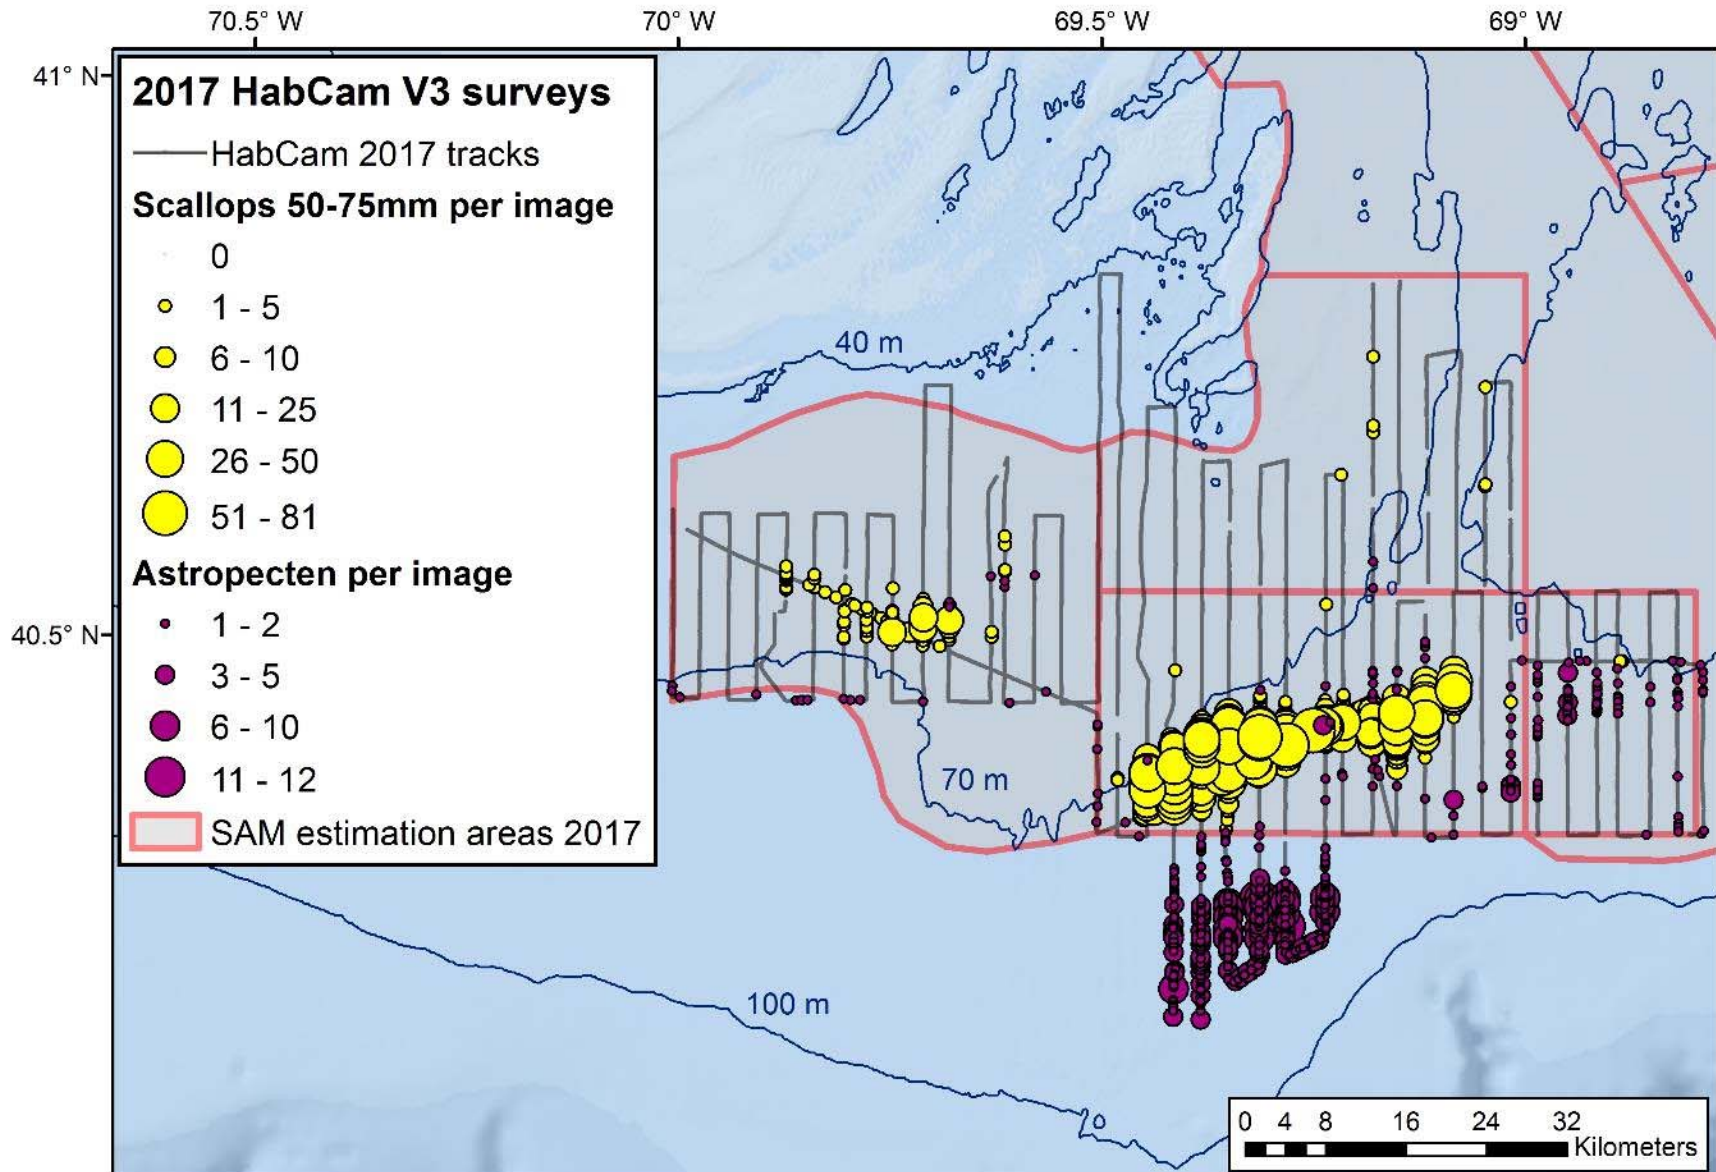 70.5° W
70° W
69.5° W
69° W
41° N
40.5° N
2017 HabCam V3 surveys
HabCam 2017 tracks
Scallops 50-75mm per image
0
1 - 5
6 - 10
11 - 25
26 - 50
51 - 81
Astropecten per image
1 - 2
3 - 5
6 - 10
11 - 12
SAM estimation areas 2017
40 m
70 m
100 m
0 4 8 16 24 32
Kilometers